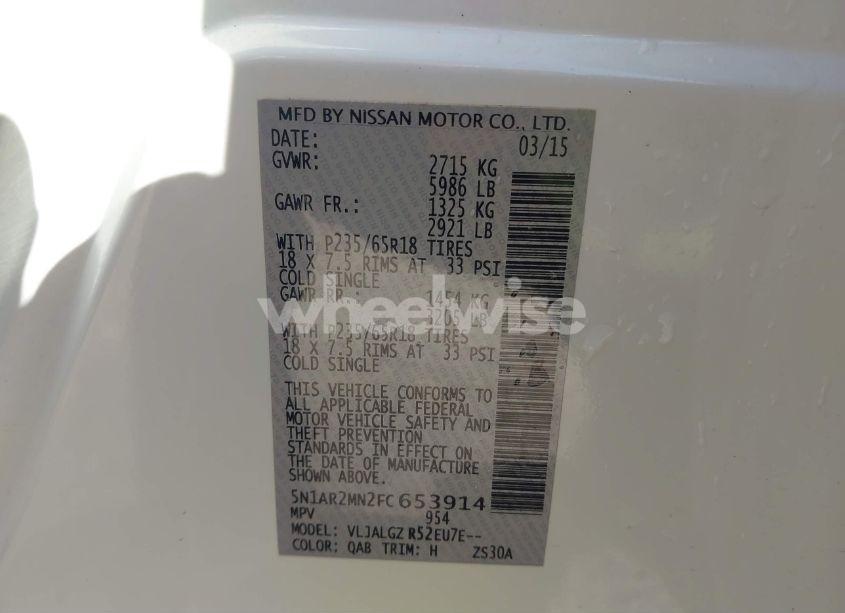 MFD BY NISSAN MOTOR CO., LTD.
DATE: 03/15
GVWR: 2715 KG
5986 LB
GAWR FR.: 1325 KG
2921 LB
WITH P235/65R18 TIRES
18 X 7.5 RIMS AT 33 PSI
COLD SINGLE
GAWR RR.: 1454 KG
3205 LB
wheelwise
WITH P235/65R18 TIRES
18 X 7.5 RIMS AT 33 PSI
COLD SINGLE
THIS VEHICLE CONFORMS TO
ALL APPLICABLE FEDERAL
MOTOR VEHICLE SAFETY AND
THEFT PREVENTION
STANDARDS IN EFFECT ON
THE DATE OF MANUFACTURE
SHOWN ABOVE.
5N1AR2MN2FC653914
MPV 954
MODEL: VLJALGZ R52EU7E--
COLOR: QAB TRIM: H ZS30A